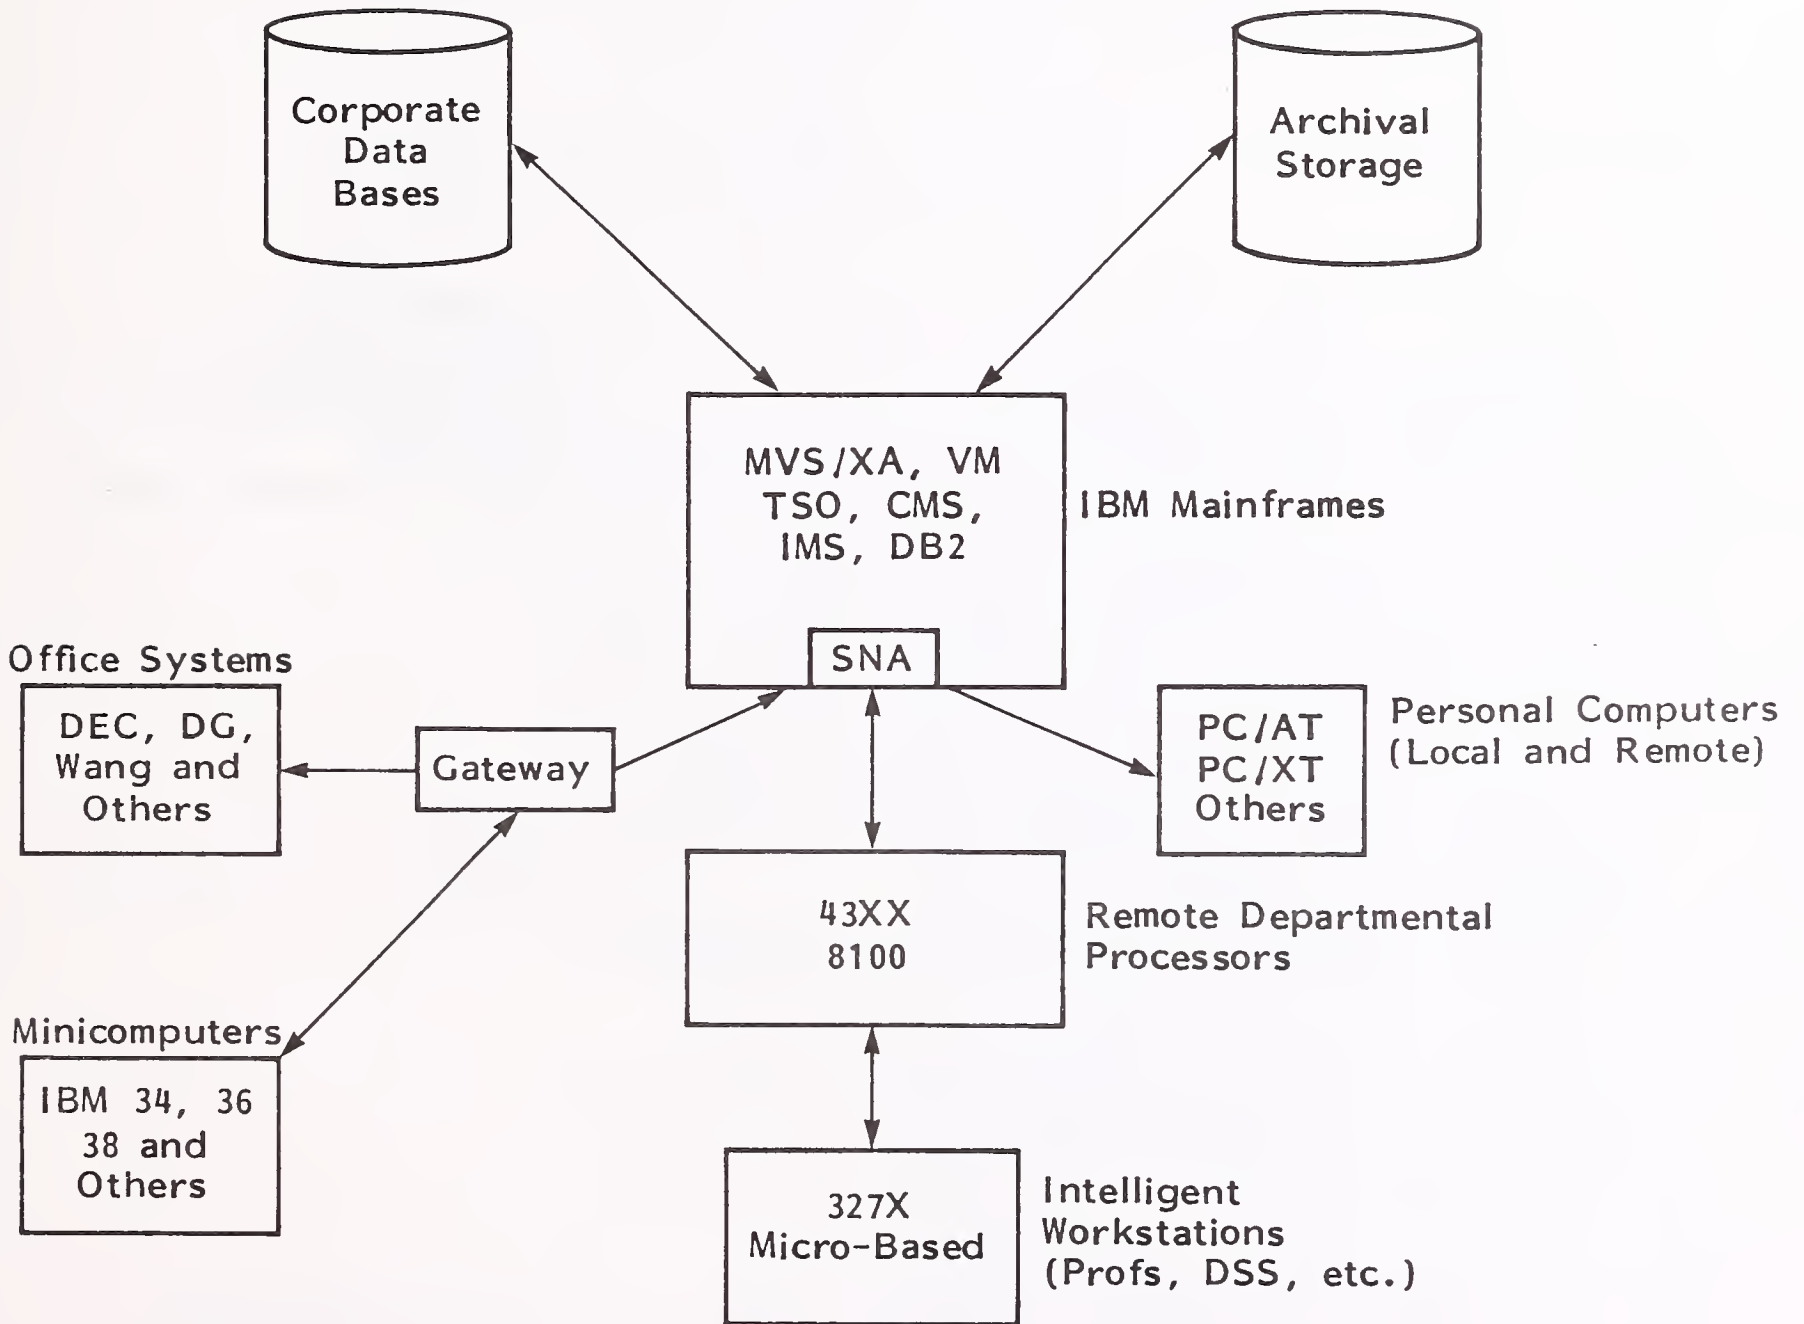 Corporate
Data
Bases
Archival
Storage
MVS/XA, VM
TSO, CMS,
IMS, DB2
IBM Mainframes
SNA
Office Systems
DEC, DG,
Wang and
Others
Gateway
PC/AT
PC/XT
Others
Personal Computers
(Local and Remote)
43XX
8100
Remote Departmental
Processors
Minicomputers
IBM 34, 36
38 and
Others
327X
Micro-Based
Intelligent
Workstations
(Profs, DSS, etc.)